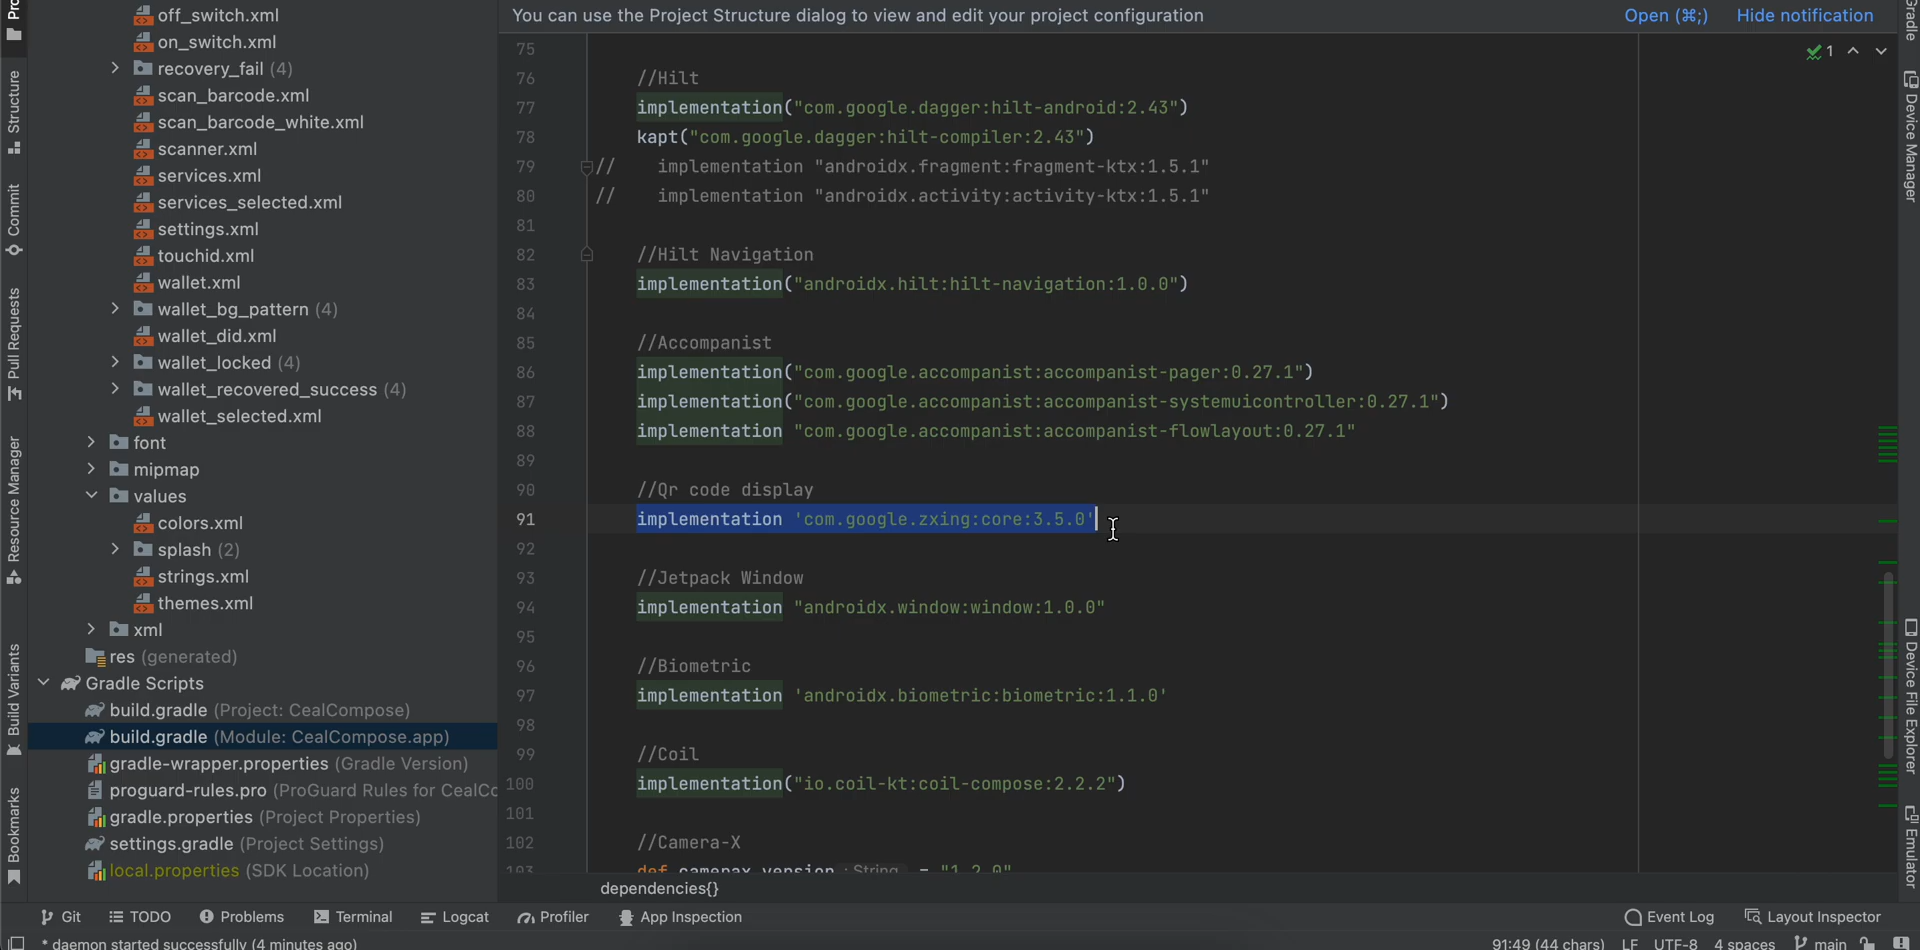 Pro
Structure
Commit
Pull Requests
Resource Manager
Build Variants
Bookmarks
off_switch.xml
on_switch.xml
recovery_fail (4)
scan_barcode.xml
scan_barcode_white.xml
scanner.xml
services.xml
services_selected.xml
settings.xml
touchid.xml
wallet.xml
wallet_bg_pattern (4)
wallet_did.xml
wallet_locked (4)
wallet_recovered_success (4)
wallet_selected.xml
font
mipmap
values
colors.xml
splash (2)
strings.xml
themes.xml
xml
res (generated)
Gradle Scripts
build.gradle (Project: CealCompose)
build.gradle (Module: CealCompose.app)
gradle-wrapper.properties (Gradle Version)
proguard-rules.pro (ProGuard Rules for CealCo
gradle.properties (Project Properties)
settings.gradle (Project Settings)
local.properties (SDK Location)
You can use the Project Structure dialog to view and edit your project configuration Open (⌘;) Hide notification
1
75
76 //Hilt
77 implementation("com.google.dagger:hilt-android:2.43")
78 kapt("com.google.dagger:hilt-compiler:2.43")
79 // implementation "androidx.fragment:fragment-ktx:1.5.1"
80 // implementation "androidx.activity:activity-ktx:1.5.1"
81
82 //Hilt Navigation
83 implementation("androidx.hilt:hilt-navigation:1.0.0")
84
85 //Accompanist
86 implementation("com.google.accompanist:accompanist-pager:0.27.1")
87 implementation("com.google.accompanist:accompanist-systemuicontroller:0.27.1")
88 implementation "com.google.accompanist:accompanist-flowlayout:0.27.1"
89
90 //Qr code display
91 implementation 'com.google.zxing:core:3.5.0'
92
93 //Jetpack Window
94 implementation "androidx.window:window:1.0.0"
95
96 //Biometric
97 implementation 'androidx.biometric:biometric:1.1.0'
98
99 //Coil
100 implementation("io.coil-kt:coil-compose:2.2.2")
101
102 //Camera-X
103 def camerax_version : String = "1.2.0"
dependencies{}
Gradle
Device Manager
Device File Explorer
Emulator
Git TODO Problems Terminal Logcat Profiler App Inspection Event Log Layout Inspector
* daemon started successfully (4 minutes ago) 91:49 (44 chars) LF UTF-8 4 spaces main